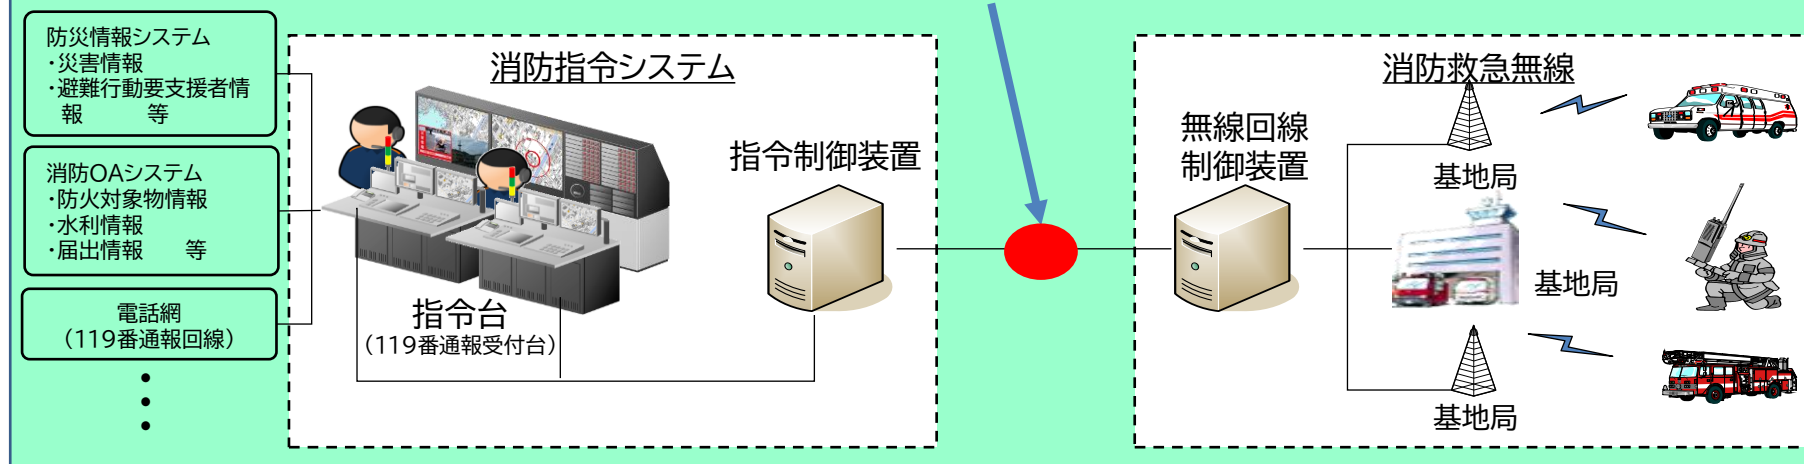 防災情報システム
・災害情報
・避難行動要支援者情
報　　　等
消防OAシステム
・防火対象物情報
・水利情報
・届出情報　　等
電話網
（119番通報回線）
・
・
・
消防指令システム
指令台
（119番通報受付台）
指令制御装置
消防救急無線
無線回線
制御装置
基地局
基地局
基地局